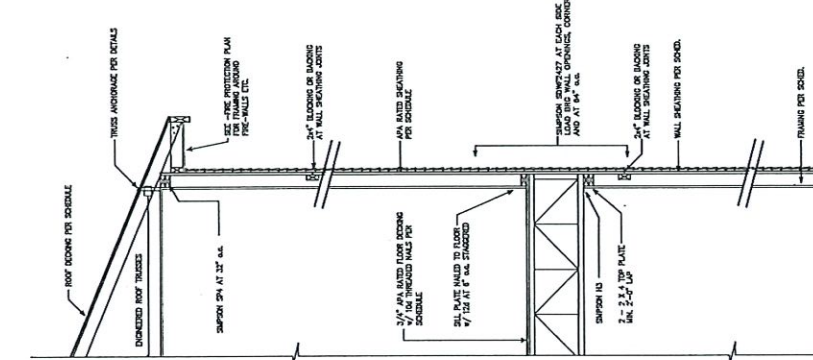 ROOF DECKING PER SCHEDULE
TRUSS ANCHORAGE PER DETAILS
ENGINEERED ROOF TRUSSES
SEE -FIRE PROTECTION PLAN
FOR FRAMING AROUND
FIRE-WALLS ETC.
SIMPSON SP4 AT 32" o.c.
2x4" BLOCKING OR BACKING
AT WALL SHEATHING JOINTS
APA RATED SHEATHING
PER SCHEDULE
3/4" APA RATED FLOOR DECKING
w/ 10d THREADED NAILS PER
SCHEDULE
SILL PLATE NAILED TO FLOOR
w/ 12d AT 8" o.c. STAGGERED
SIMPSON SDWF2427 AT EACH SIDE
LOAD BRG WALL OPENINGS, CORNER
AND AT 64" o.c.
SIMPSON H3
2 - 2 X 4 TOP PLATE
MIN. 2'-0" LAP
2x4" BLOCKING OR BACKING
AT WALL SHEATHING JOINTS
WALL SHEATHING PER SCHED.
FRAMING PER SCHED.